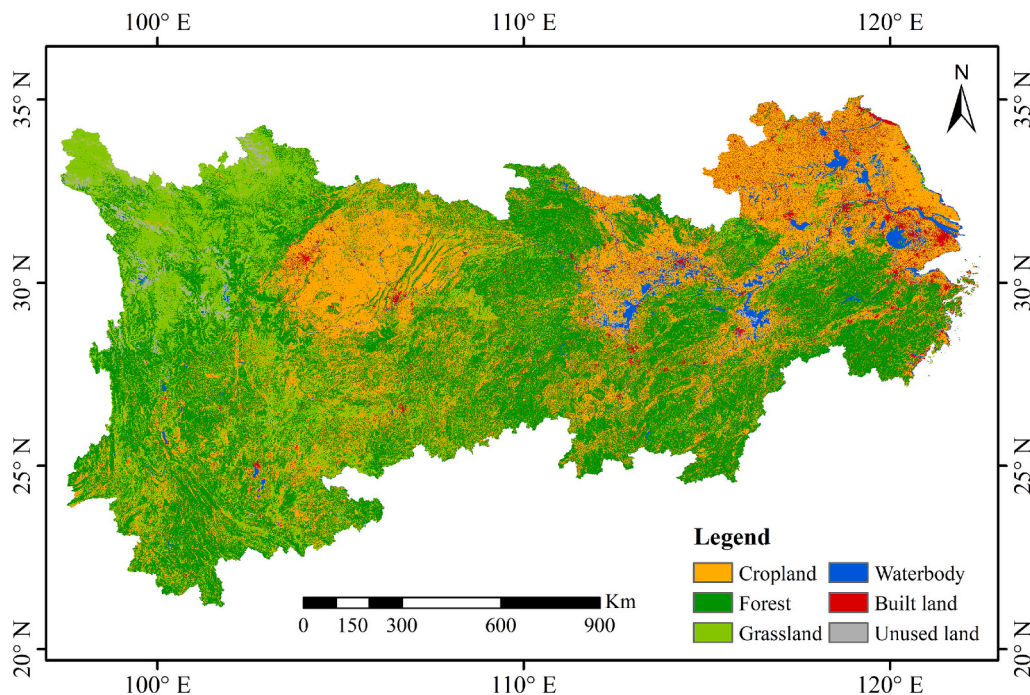 100° E 110° E 120° E
N
35° N 35° N
30° N 30° N
25° N 25° N
20° N 20° N
Legend
Cropland Waterbody
Forest Built land
Grassland Unused land
Km
0 150 300 600 900
100° E 110° E 120° E